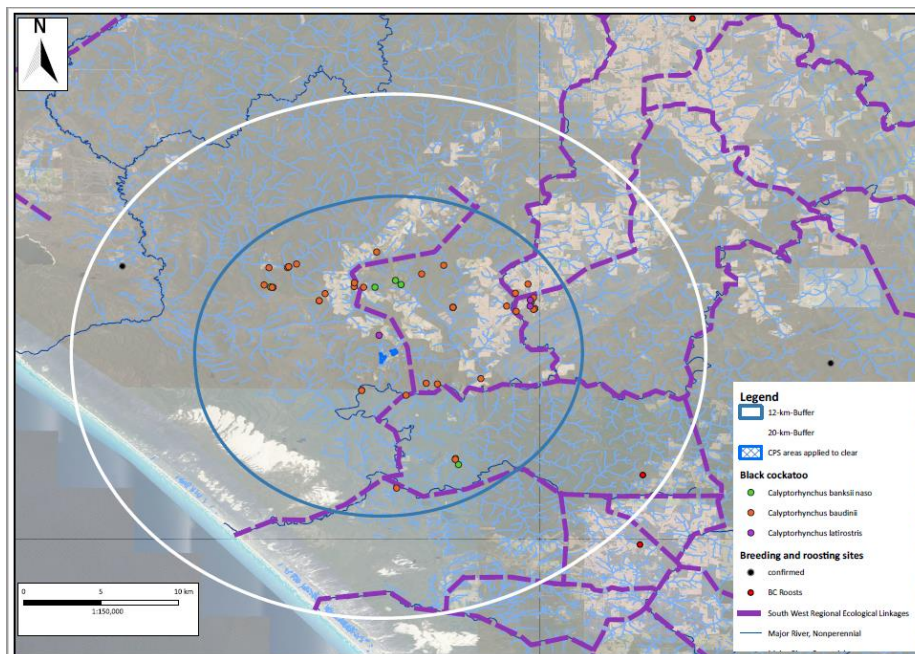 N
Legend
12-km-Buffer
20-km-Buffer
CPS areas applied to clear
Black cockatoo
Calyptorhynchus banksii naso
Calyptorhynchus baudinii
Calyptorhynchus latirostris
Breeding and roosting sites
confirmed
BC Roosts
South West Regional Ecological Linkages
Major River, Nonperennial
0 5 10 km
1:150,000